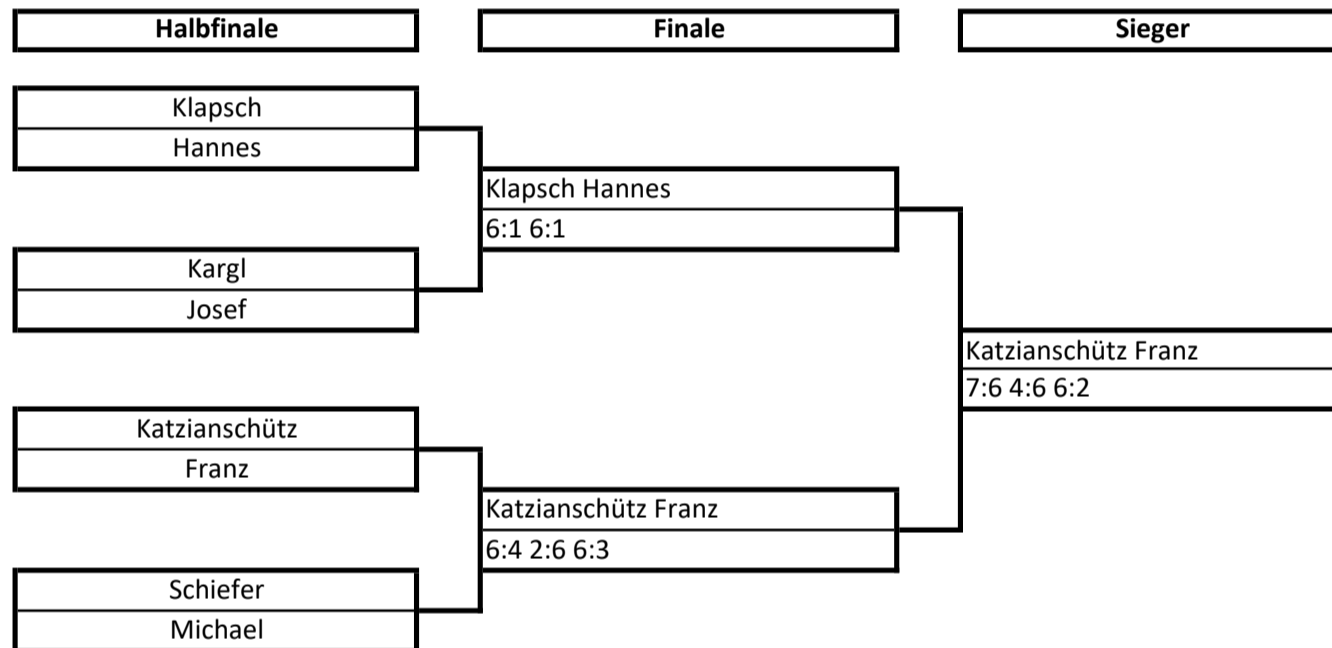 Halbfinale
Finale
Sieger
Klapsch
Hannes
Klapsch Hannes
6:1 6:1
Kargl
Josef
Katzianschütz Franz
7:6 4:6 6:2
Katzianschütz
Franz
Katzianschütz Franz
6:4 2:6 6:3
Schiefer
Michael